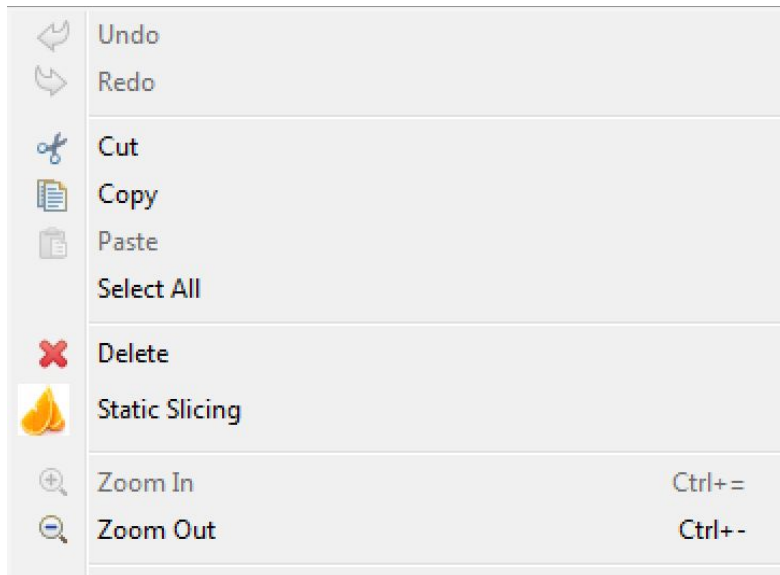 Undo
Redo
Cut
Copy
Paste
Select All
Delete
Static Slicing
Zoom In Ctrl+=
Zoom Out Ctrl+-